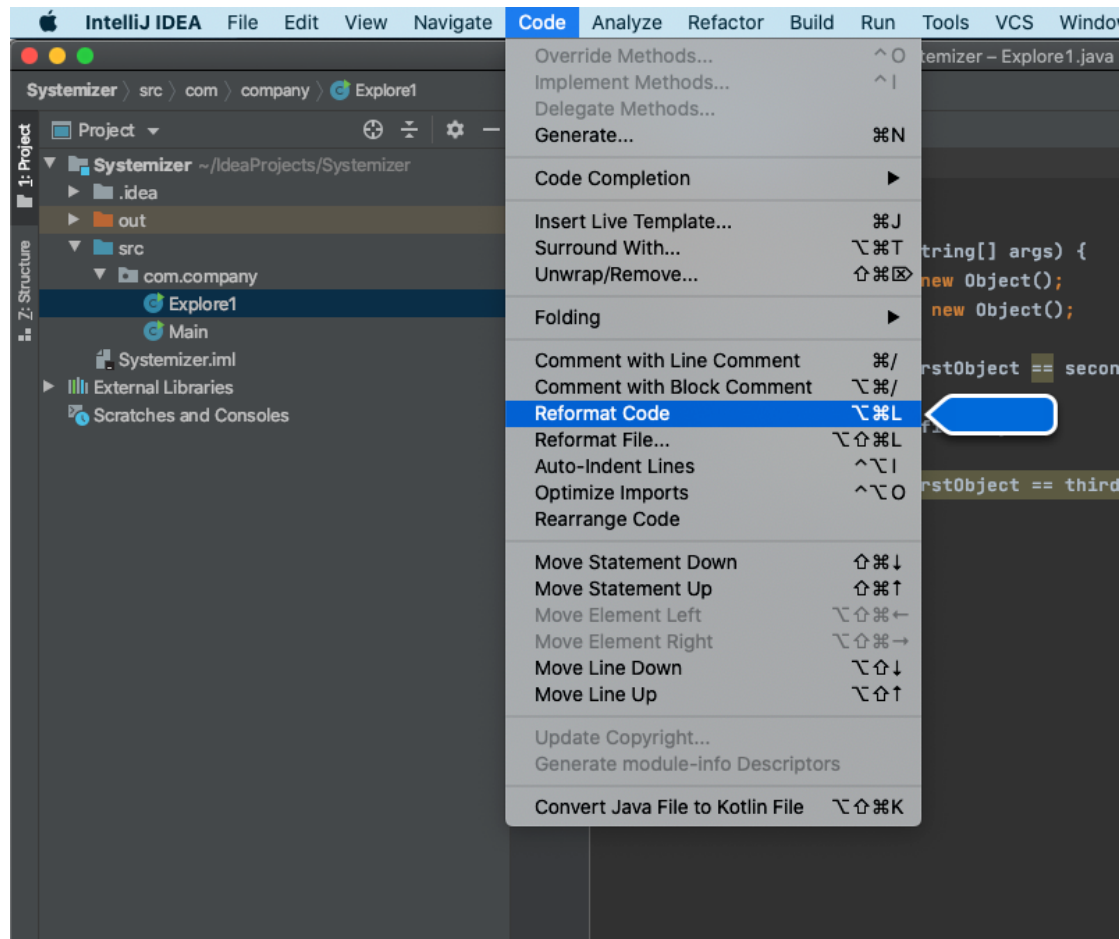 IntelliJ IDEA File Edit View Navigate Code Analyze Refactor Build Run Tools VCS
– Explore1.java
Systemizer 〉 src 〉 com 〉 company 〉 Explore1
1: Project
Project
Systemizer ~/IdeaProjects/Systemizer
.idea
out
src
com.company
Explore1
Main
Systemizer.iml
External Libraries
Scratches and Consoles
Z: Structure
Override Methods... ^O
Implement Methods... ^I
Delegate Methods...
Generate... ⌘N
Code Completion ▶
Insert Live Template... ⌘J
Surround With... ⌥⌘T
Unwrap/Remove... ⇧⌘⌦
Folding ▶
Comment with Line Comment ⌘/
Comment with Block Comment ⌥⌘/
Reformat Code ⌥⌘L
Reformat File... ⌥⇧⌘L
Auto-Indent Lines ^⌥I
Optimize Imports ^⌥O
Rearrange Code
Move Statement Down ⇧⌘↓
Move Statement Up ⇧⌘↑
Move Element Left ⌥⇧⌘←
Move Element Right ⌥⇧⌘→
Move Line Down ⌥⇧↓
Move Line Up ⌥⇧↑
Update Copyright...
Generate module-info Descriptors
Convert Java File to Kotlin File ⌥⇧⌘K
tring[] args) {
new Object();
new Object();
rstObject == secon
rstObject == third